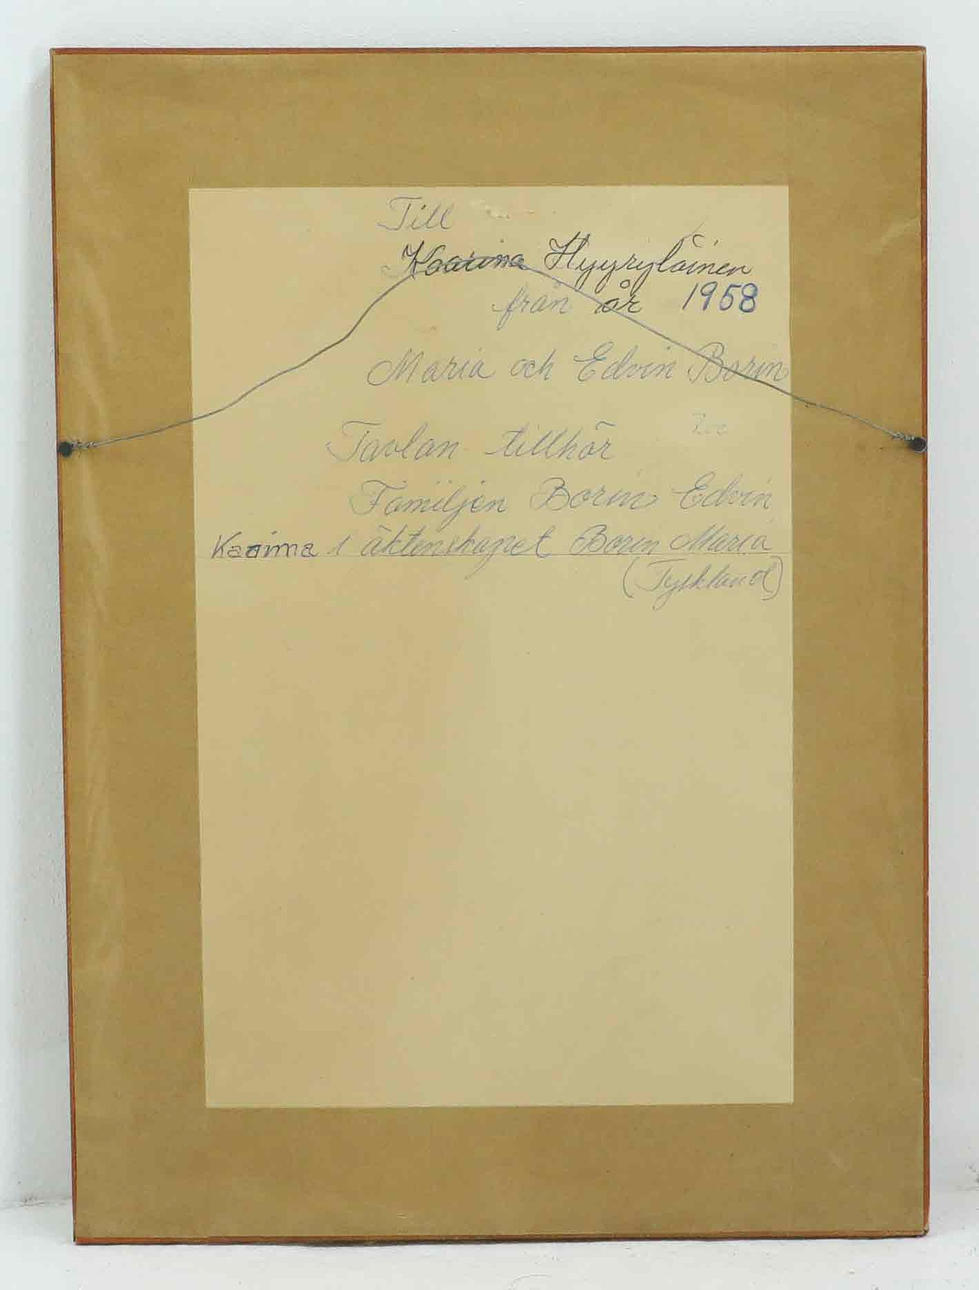 Till
Kaarina Hyyryläinen
från år 1958
Maria och Edvin Borin
Tavlan tillhör
Familjen Borin Edvin
Kaarina i äktenskapet Borin Maria
(Tyskland)